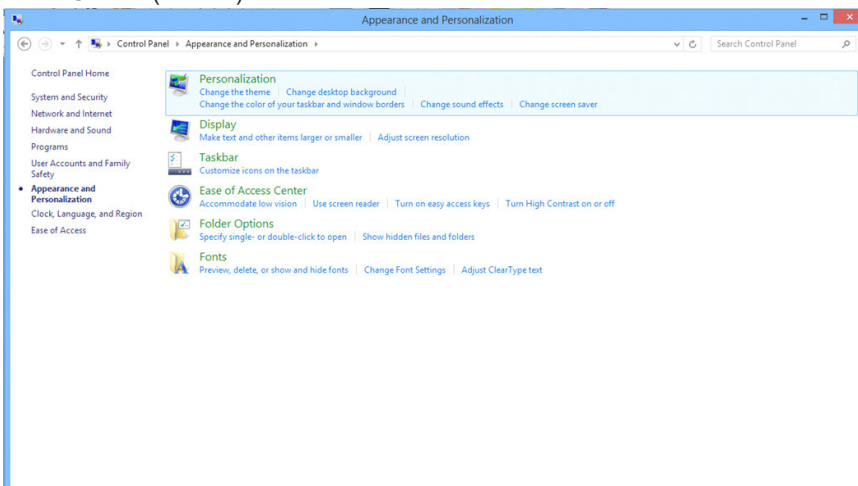 Appearance and Personalization
Control Panel Appearance and Personalization
Search Control Panel
Control Panel Home
System and Security
Network and Internet
Hardware and Sound
Programs
User Accounts and Family
Safety
Appearance and
Personalization
Clock, Language, and Region
Ease of Access
Personalization
Change the theme Change desktop background
Change the color of your taskbar and window borders Change sound effects Change screen saver
Display
Make text and other items larger or smaller Adjust screen resolution
Taskbar
Customize icons on the taskbar
Ease of Access Center
Accommodate low vision Use screen reader Turn on easy access keys Turn High Contrast on or off
Folder Options
Specify single- or double-click to open Show hidden files and folders
Fonts
Preview, delete, or show and hide fonts Change Font Settings Adjust ClearType text